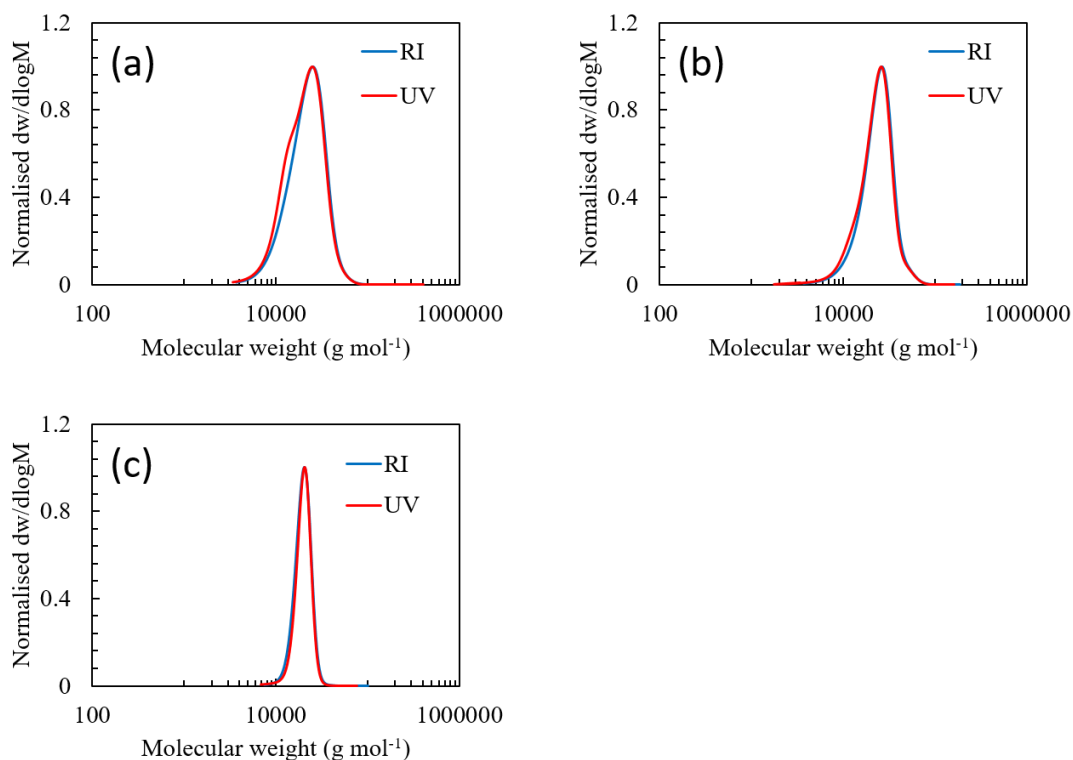 Normalised dw/dlogM
1.2
0.8
0.4
0
(a)
RI
UV
100
10000
1000000
Molecular weight (g mol-1)
Normalised dw/dlogM
1.2
0.8
0.4
0
(b)
RI
UV
100
10000
1000000
Molecular weight (g mol-1)
Normalised dw/dlogM
1.2
0.8
0.4
0
(c)
RI
UV
100
10000
1000000
Molecular weight (g mol-1)